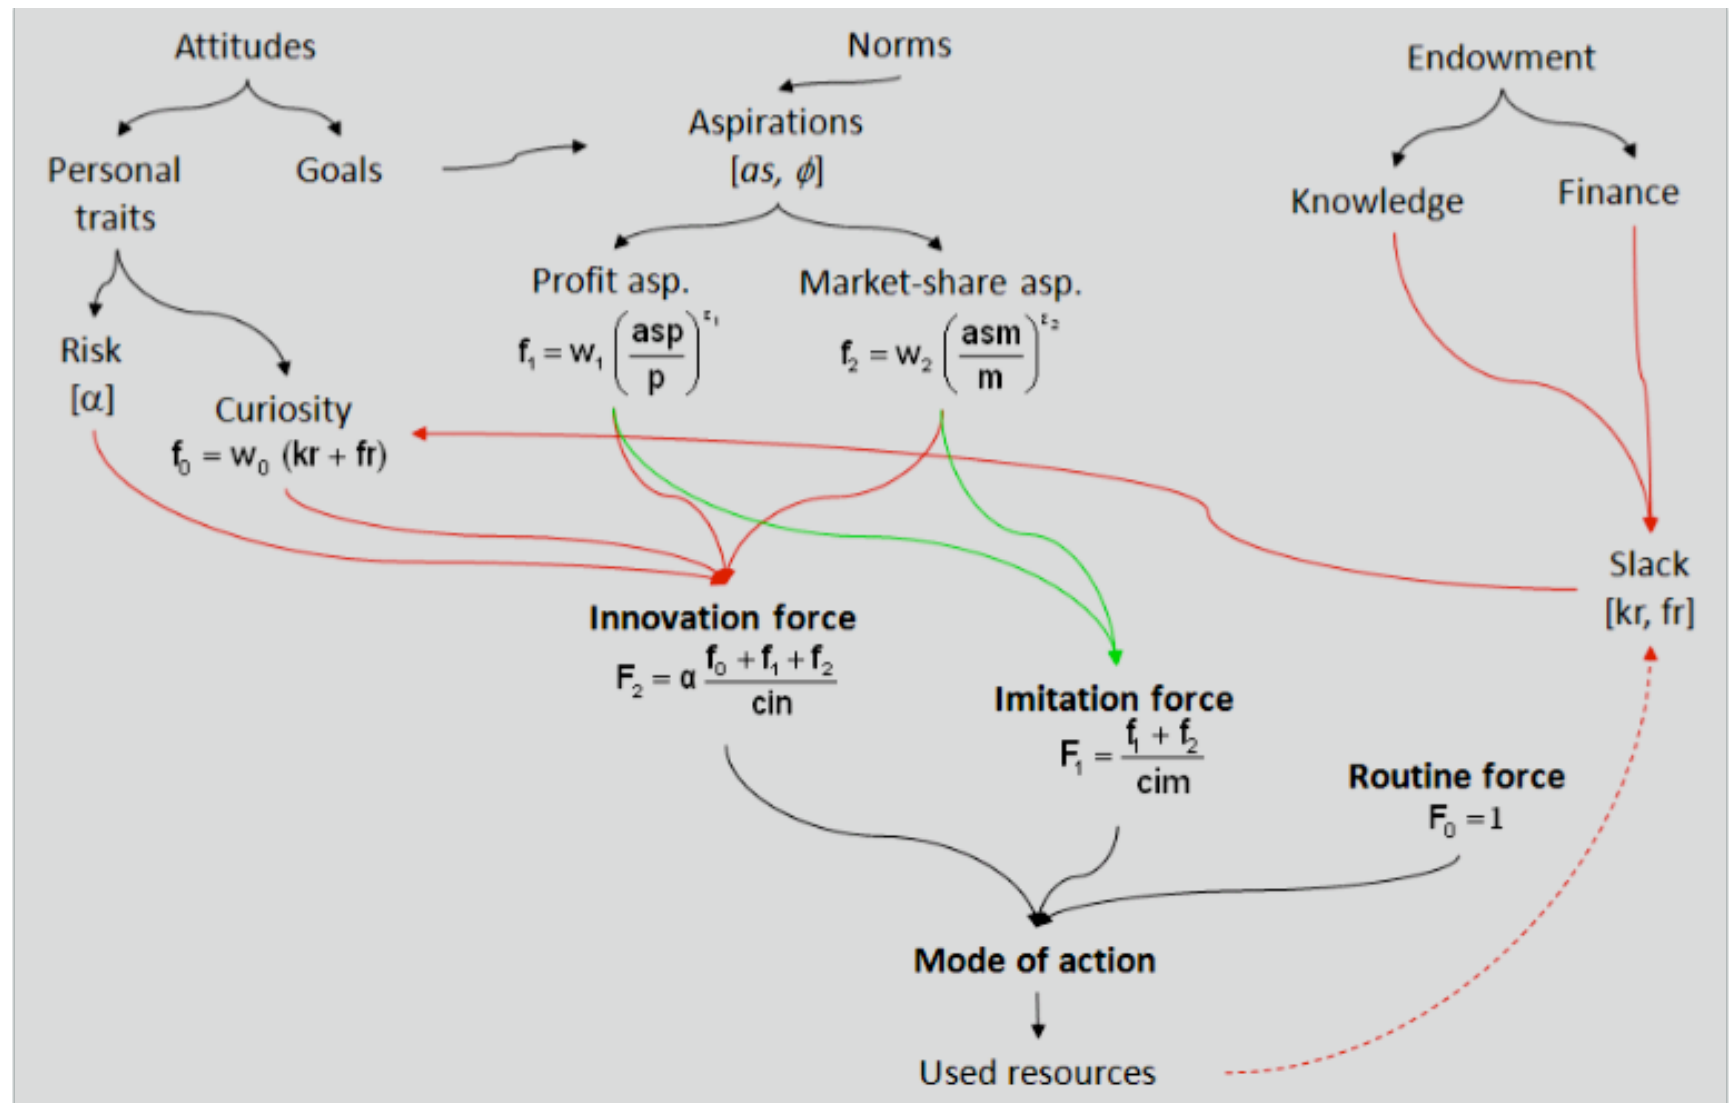 Attitudes
Norms
Endowment
Aspirations
[as, ϕ]
Personal
traits
Goals
Knowledge
Finance
Profit asp.
f₁ = w₁ (asp/p)^ε₁
Market-share asp.
f₂ = w₂ (asm/m)^ε₂
Risk
[α]
Curiosity
f₀ = w₀ (kr + fr)
Slack
[kr, fr]
Innovation force
F₂ = α (f₀ + f₁ + f₂)/cin
Imitation force
F₁ = (f₁ + f₂)/cim
Routine force
F₀ = 1
Mode of action
Used resources